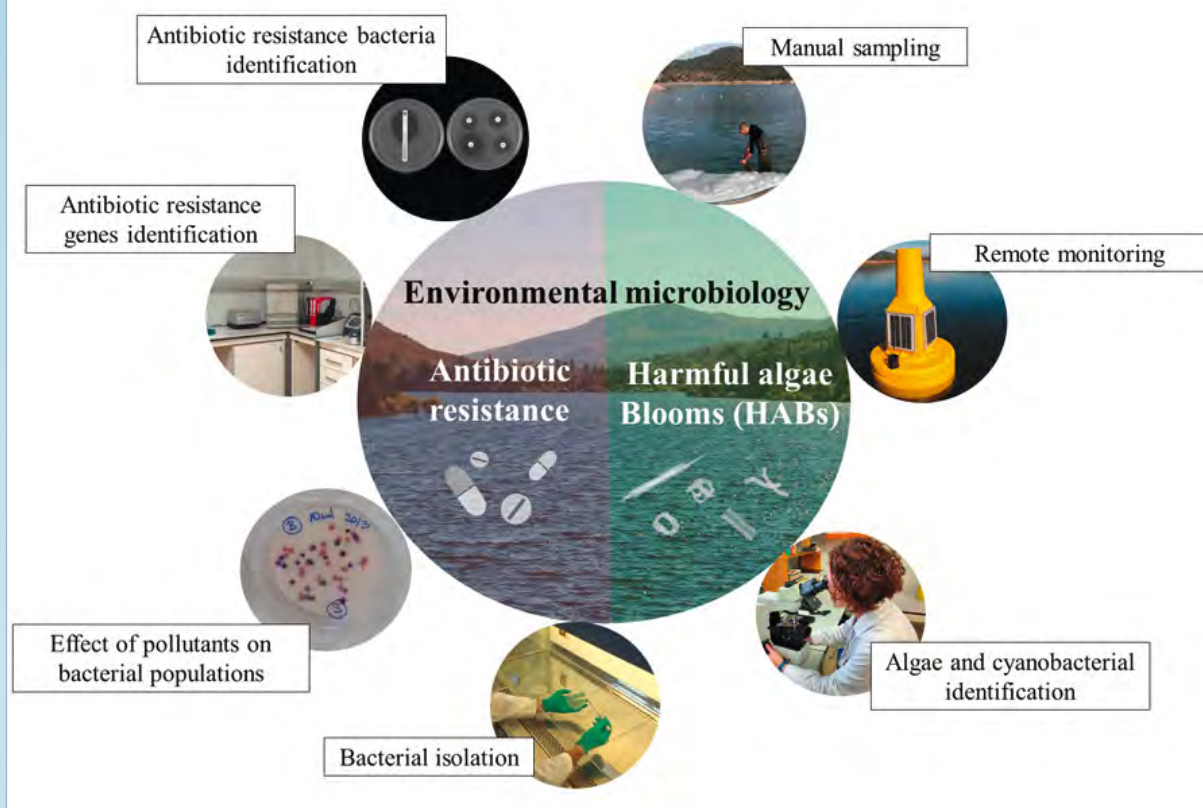 Antibiotic resistance bacteria
identification
Manual sampling
Antibiotic resistance
genes identification
Remote monitoring
Environmental microbiology
Antibiotic
resistance
Harmful algae
Blooms (HABs)
Effect of pollutants on
bacterial populations
Algae and cyanobacterial
identification
Bacterial isolation